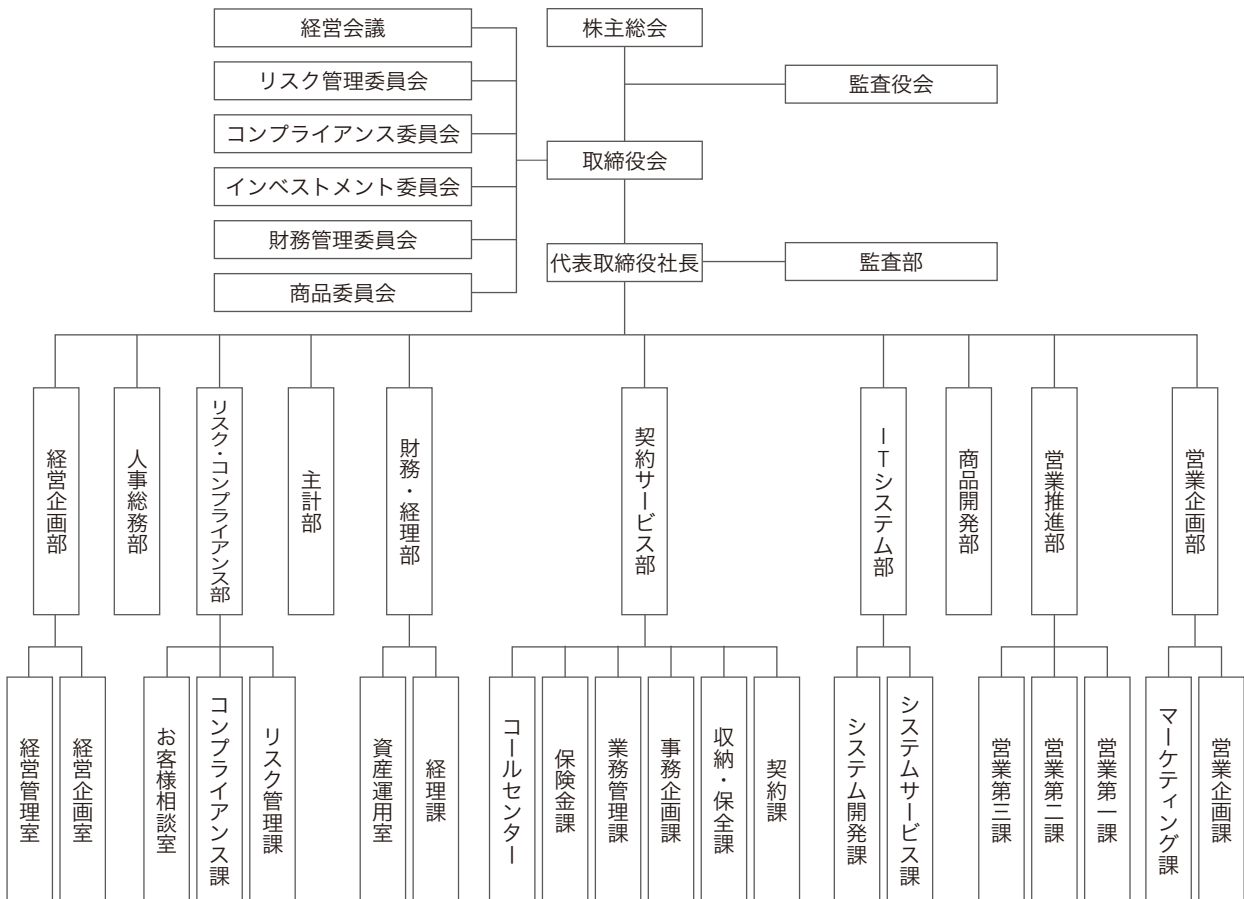 経営会議
リスク管理委員会
コンプライアンス委員会
インベストメント委員会
財務管理委員会
商品委員会
株主総会
監査役会
取締役会
代表取締役社長
監査部
経営企画部
人事総務部
リスク・コンプライアンス部
主計部
財務・経理部
契約サービス部
ITシステム部
商品開発部
営業推進部
営業企画部
経営管理室
経営企画室
お客様相談室
コンプライアンス課
リスク管理課
資産運用室
経理課
コールセンター
保険金課
業務管理課
事務企画課
収納・保全課
契約課
システム開発課
システムサービス課
営業第三課
営業第二課
営業第一課
マーケティング課
営業企画課